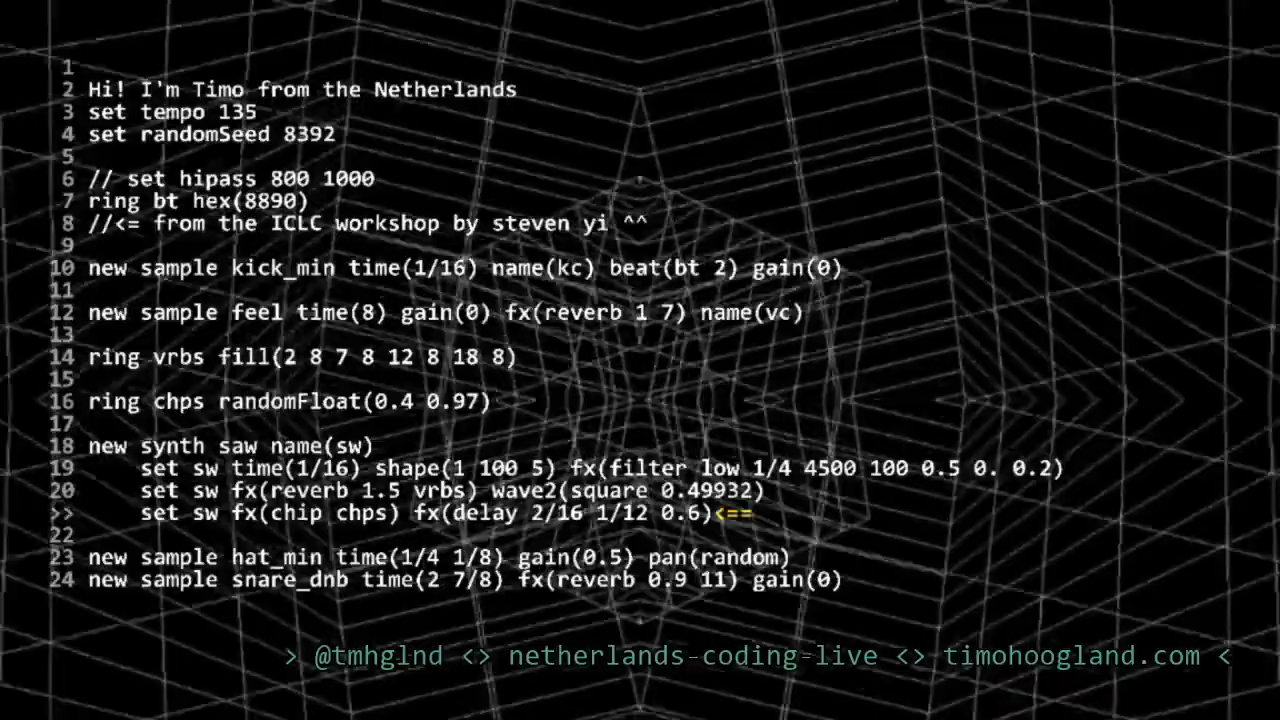 1
2 Hi! I'm Timo from the Netherlands
3 set tempo 135
4 set randomSeed 8392
5
6 // set hipass 800 1000
7 ring bt hex(8890)
8 //<= from the ICLC workshop by steven yi ^^
9
10 new sample kick_min time(1/16) name(kc) beat(bt 2) gain(0)
11
12 new sample feel time(8) gain(0) fx(reverb 1 7) name(vc)
13
14 ring vrbs fill(2 8 7 8 12 8 18 8)
15
16 ring chps randomFloat(0.4 0.97)
17
18 new synth saw name(sw)
19 set sw time(1/16) shape(1 100 5) fx(filter low 1/4 4500 100 0.5 0. 0.2)
20 set sw fx(reverb 1.5 vrbs) wave2(square 0.49932)
>> set sw fx(chip chps) fx(delay 2/16 1/12 0.6)<==
22
23 new sample hat_min time(1/4 1/8) gain(0.5) pan(random)
24 new sample snare_dnb time(2 7/8) fx(reverb 0.9 11) gain(0)
> @tmhglnd <> netherlands-coding-live <> timohoogland.com <